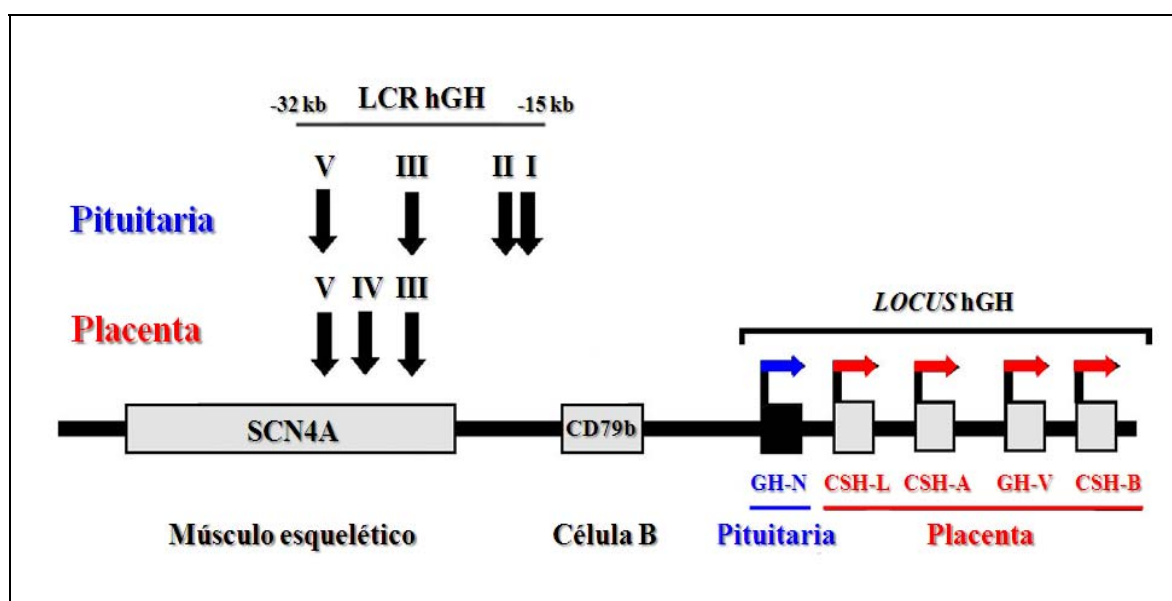 -32 kb LCR hGH -15 kb
V III II I
Pituitaria
V IV III
Placenta
LOCUS hGH
SCN4A CD79b
GH-N CSH-L CSH-A GH-V CSH-B
Músculo esquelético Célula B Pituitaria Placenta